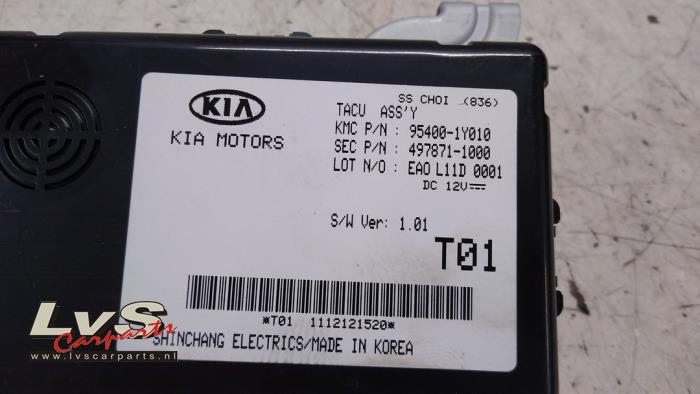 SS CHOI (836)
KIA
KIA MOTORS
TACU ASS'Y
KMC P/N : 95400-1Y010
SEC P/N : 497871-1000
LOT N/O : EAO L11D 0001
DC 12V
S/W Ver: 1.01
T01
*T01 1112121520*
SHINCHANG ELECTRICS/MADE IN KOREA
LvS
Carparts
www.lvscarparts.nl